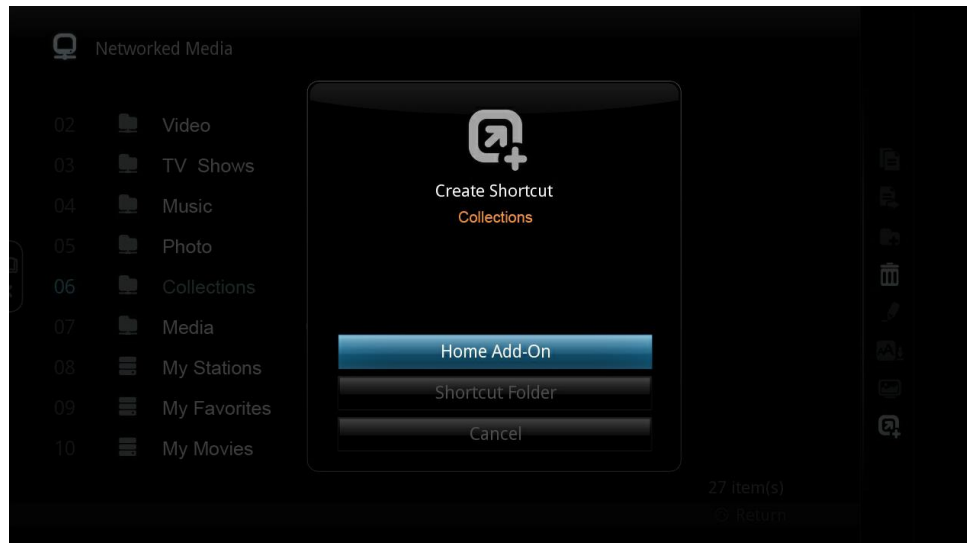 Networked Media
02 Video
03 TV Shows
04 Music
05 Photo
06 Collections
07 Media
08 My Stations
09 My Favorites
10 My Movies
Create Shortcut
Collections
Home Add-On
Shortcut Folder
Cancel
27 item(s)
Return